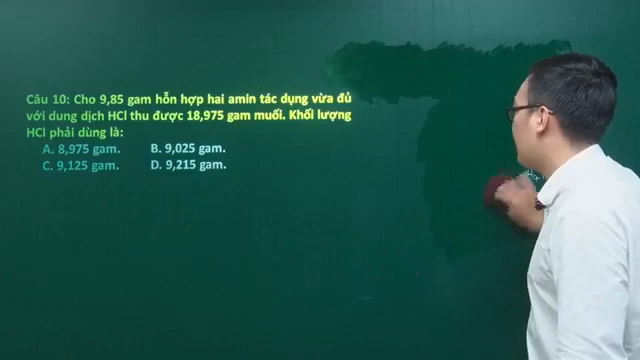 Câu 10: Cho 9,85 gam hỗn hợp hai amin tác dụng vừa đủ
với dung dịch HCl thu được 18,975 gam muối. Khối lượng
HCl phải dùng là:
A. 8,975 gam. B. 9,025 gam.
C. 9,125 gam. D. 9,215 gam.